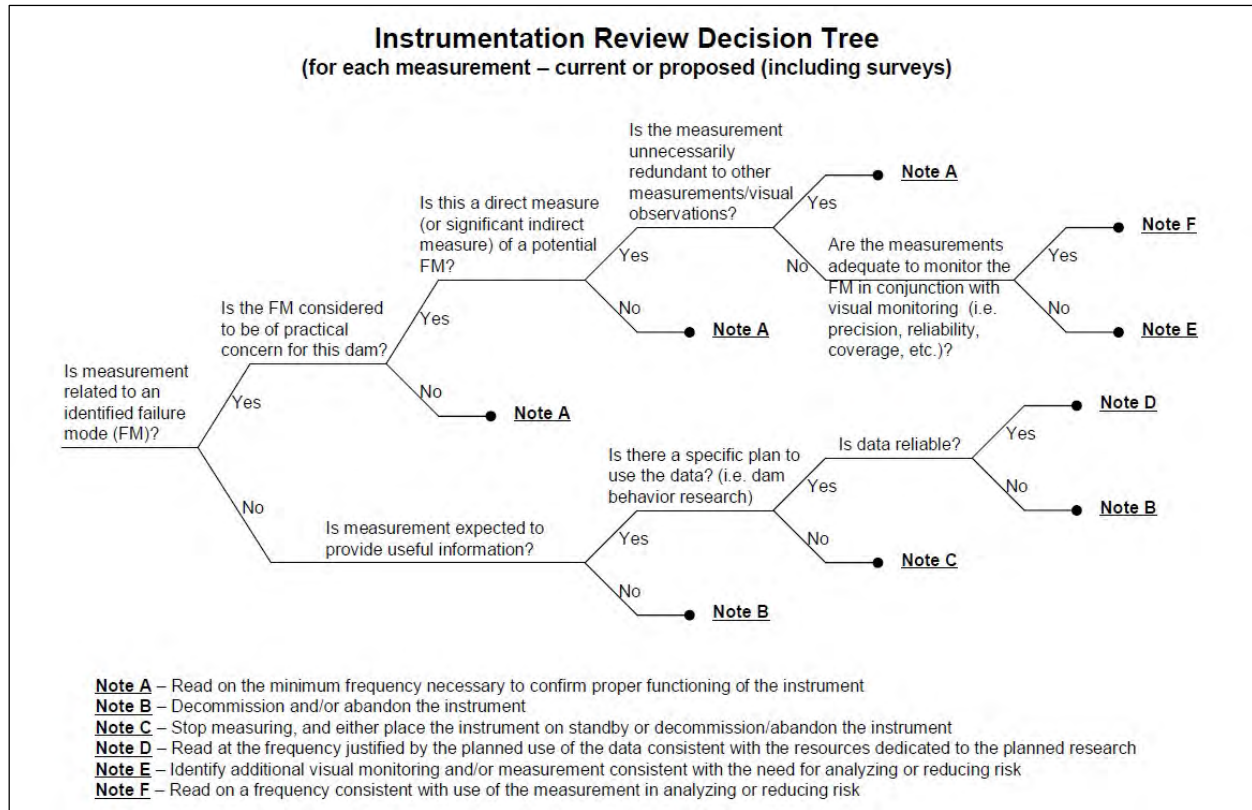 Instrumentation Review Decision Tree
(for each measurement – current or proposed (including surveys)
Is the measurement
unnecessarily
redundant to other
measurements/visual
observations?
Yes
Note A
Is this a direct measure
(or significant indirect
measure) of a potential
FM?
Yes
No
Are the measurements
adequate to monitor the
FM in conjunction with
visual monitoring (i.e.
precision, reliability,
coverage, etc.)?
Yes
Note F
No
Note E
Is the FM considered
to be of practical
concern for this dam?
Yes
No
Note A
Is measurement
related to an
identified failure
mode (FM)?
Yes
No
Note A
Is there a specific plan to
use the data? (i.e. dam
behavior research)
Is data reliable?
Yes
Note D
Yes
No
Note B
No
Is measurement expected to
provide useful information?
Yes
No
Note C
No
Note B
Note A – Read on the minimum frequency necessary to confirm proper functioning of the instrument
Note B – Decommission and/or abandon the instrument
Note C – Stop measuring, and either place the instrument on standby or decommission/abandon the instrument
Note D – Read at the frequency justified by the planned use of the data consistent with the resources dedicated to the planned research
Note E – Identify additional visual monitoring and/or measurement consistent with the need for analyzing or reducing risk
Note F – Read on a frequency consistent with use of the measurement in analyzing or reducing risk